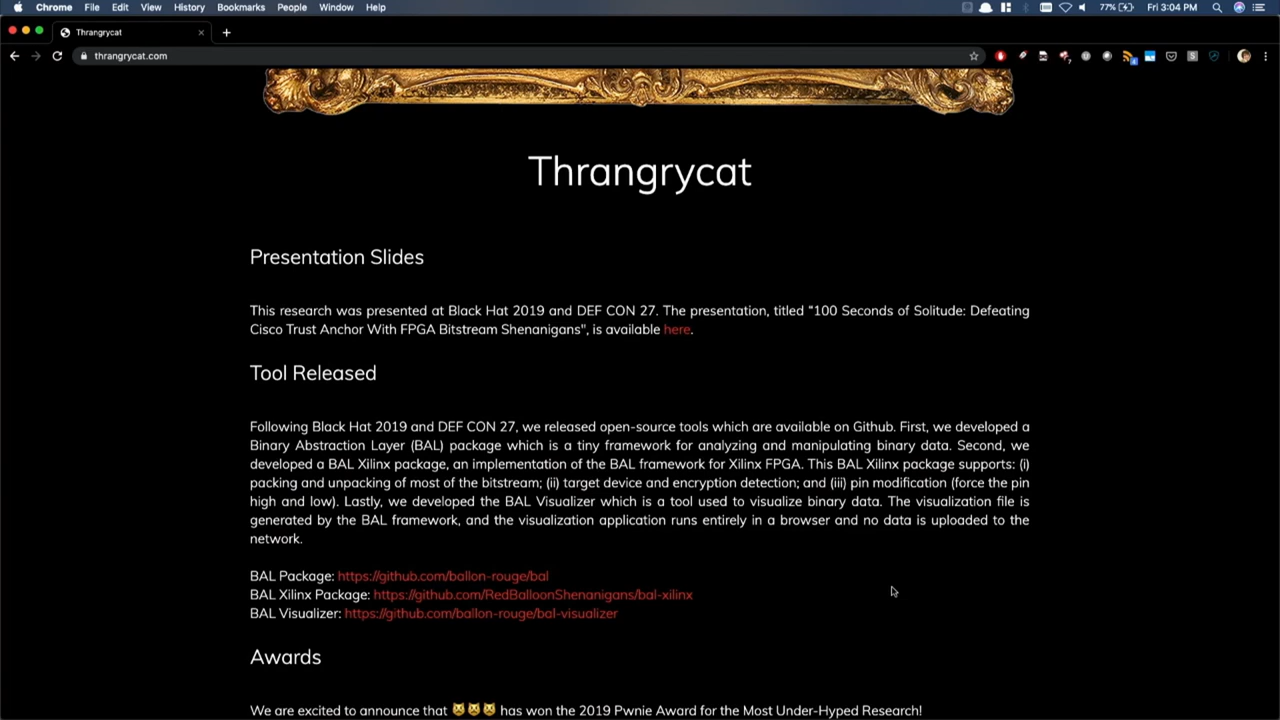 Chrome File Edit View History Bookmarks People Window Help 77% Fri 3:04 PM
Thrangrycat
thrangrycat.com
Thrangrycat
Presentation Slides
This research was presented at Black Hat 2019 and DEF CON 27. The presentation, titled “100 Seconds of Solitude: Defeating
Cisco Trust Anchor With FPGA Bitstream Shenanigans", is available here.
Tool Released
Following Black Hat 2019 and DEF CON 27, we released open-source tools which are available on Github. First, we developed a
Binary Abstraction Layer (BAL) package which is a tiny framework for analyzing and manipulating binary data. Second, we
developed a BAL Xilinx package, an implementation of the BAL framework for Xilinx FPGA. This BAL Xilinx package supports: (i)
packing and unpacking of most of the bitstream; (ii) target device and encryption detection; and (iii) pin modification (force the pin
high and low). Lastly, we developed the BAL Visualizer which is a tool used to visualize binary data. The visualization file is
generated by the BAL framework, and the visualization application runs entirely in a browser and no data is uploaded to the
network.
BAL Package: https://github.com/ballon-rouge/bal
BAL Xilinx Package: https://github.com/RedBalloonShenanigans/bal-xilinx
BAL Visualizer: https://github.com/ballon-rouge/bal-visualizer
Awards
We are excited to announce that 😾😾😾 has won the 2019 Pwnie Award for the Most Under-Hyped Research!